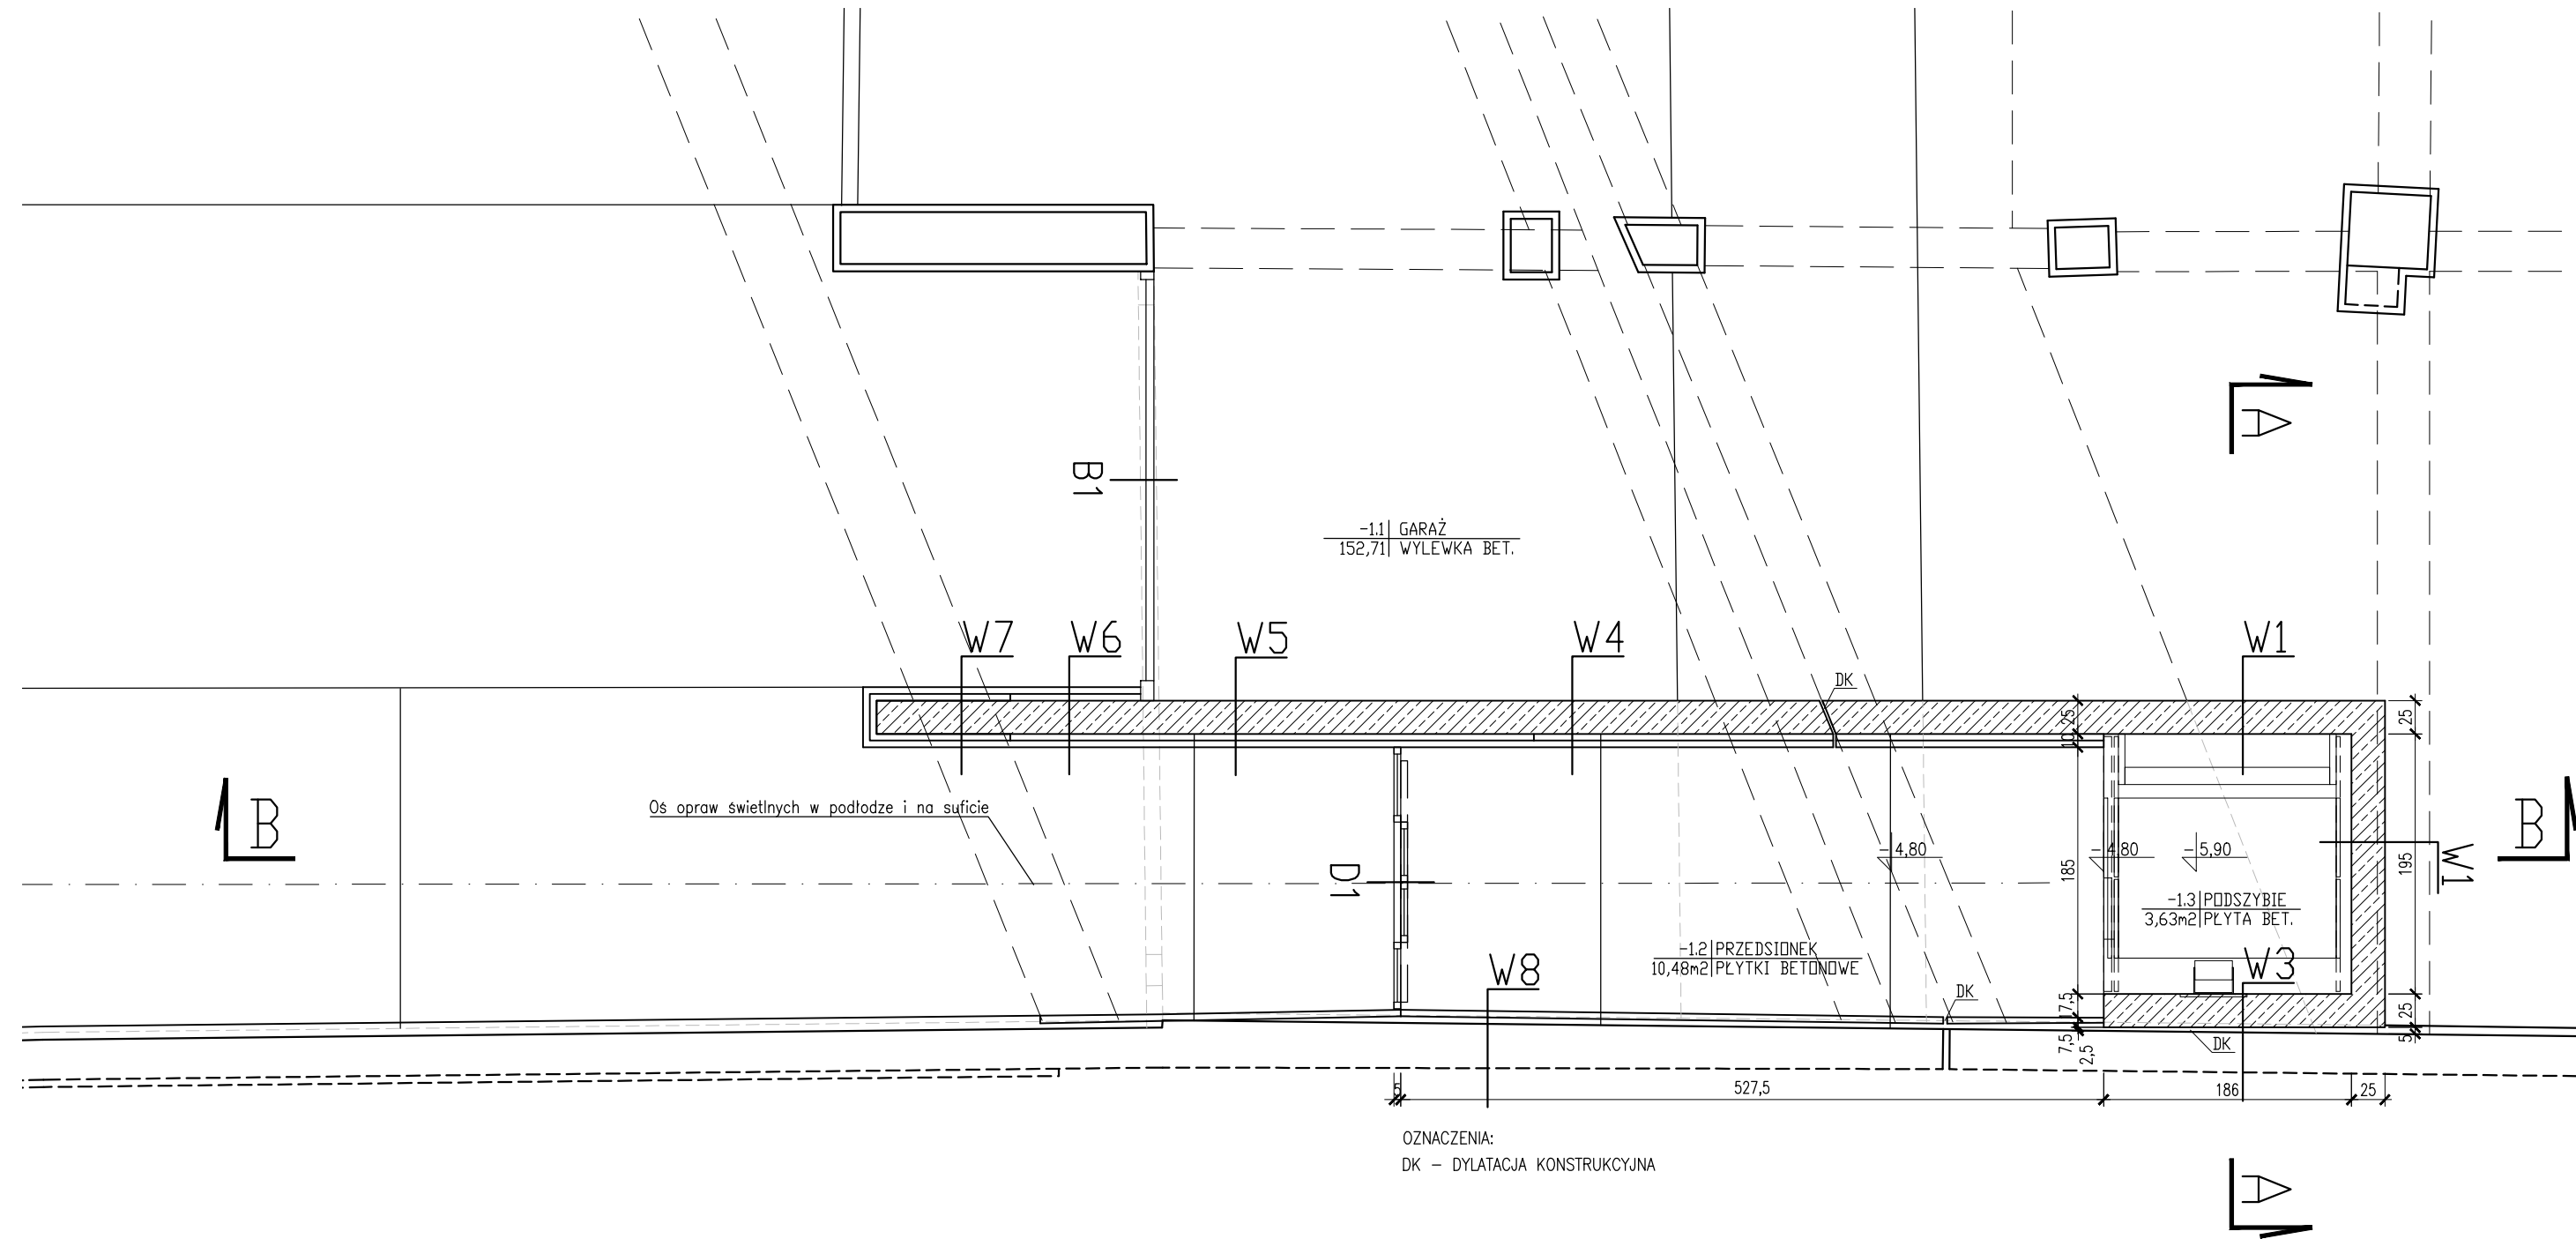 A
B1
-1.1 GARAŻ
152,71 WYLEWKA BET.
W7
W6
W5
W4
W1
DK
25
10
25
B
Oś opraw świetlnych w podłodze i na suficie
D1
185
- 4,80
- 4,80
- 5,90
195
W1
B
-1.3 PODSZYBIE
3,63m2 PŁYTA BET.
-1.2 PRZEDSIONEK
10,48m2 PŁYTKI BETONOWE
W8
W3
DK
17,5
25
7,5
2,5
DK
5
5
527,5
186
25
OZNACZENIA:
DK – DYLATACJA KONSTRUKCYJNA
A